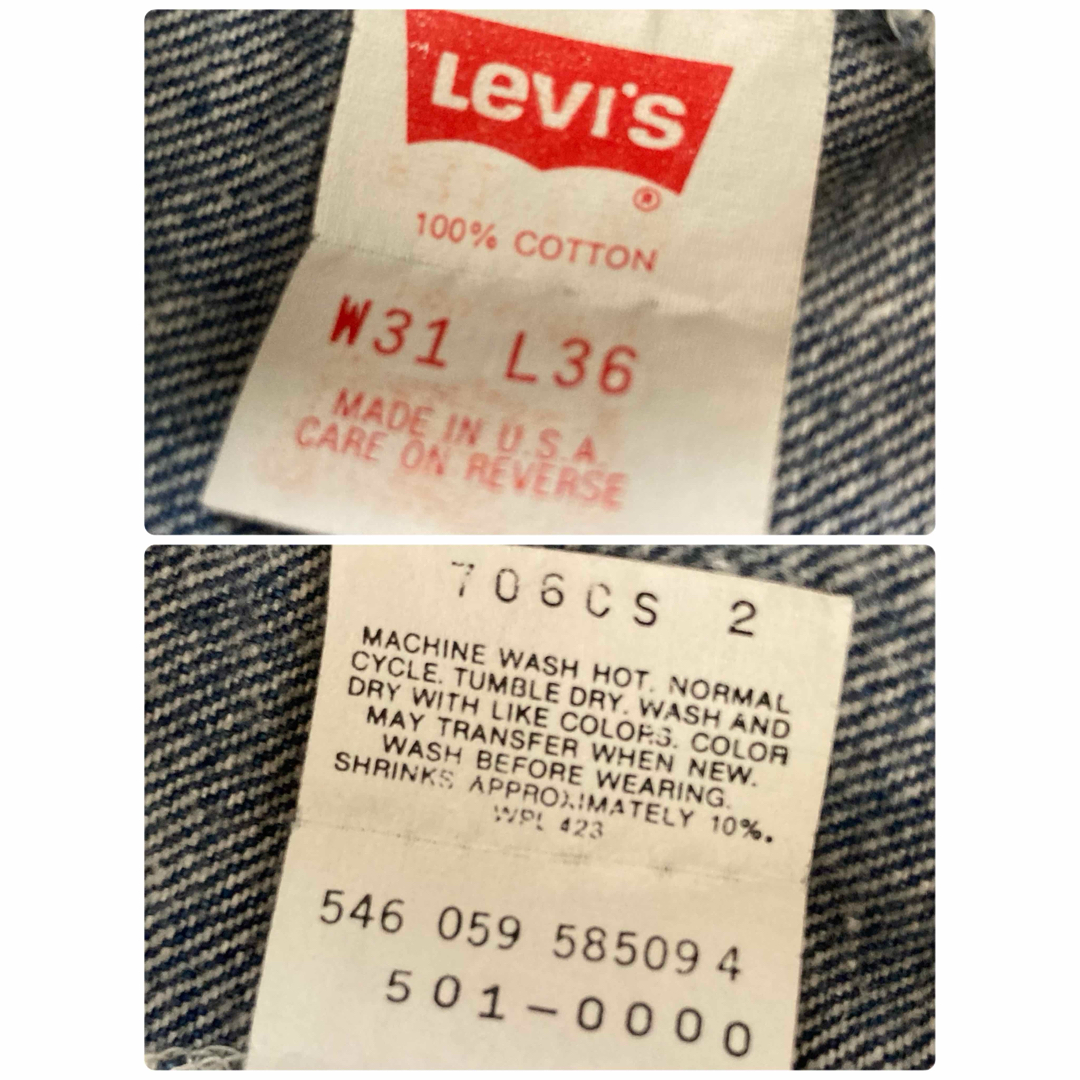 LEVI'S
®
100% COTTON
W31 L36
MADE IN U.S.A.
CARE ON REVERSE
706CS 2
MACHINE WASH HOT. NORMAL
CYCLE. TUMBLE DRY. WASH AND
DRY WITH LIKE COLORS. COLOR
MAY TRANSFER WHEN NEW.
WASH BEFORE WEARING.
SHRINKS APPROXIMATELY 10%.
WPL 423
546 059 585094
501-0000